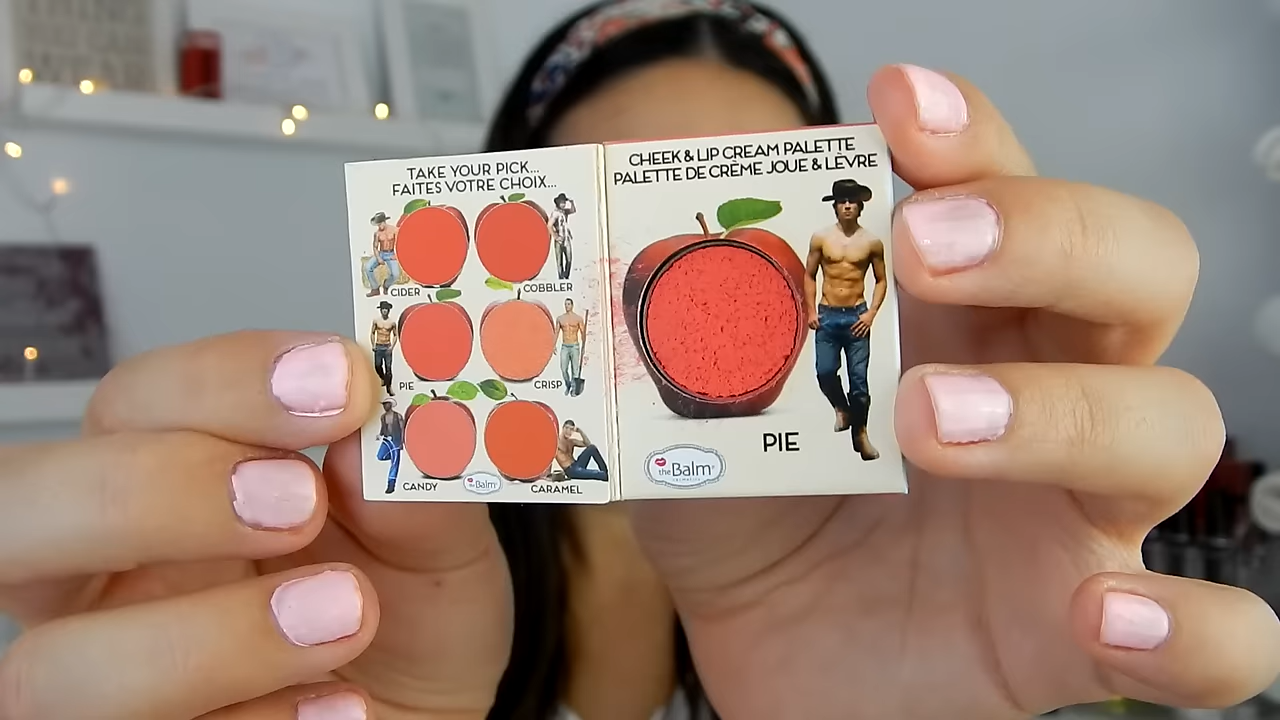 TAKE YOUR PICK...
FAITES VOTRE CHOIX...
CIDER
COBBLER
PIE
CRISP
CANDY
theBalm
CARAMEL
CHEEK & LIP CREAM PALETTE
PALETTE DE CRÈME JOUE & LÈVRE
PIE
theBalm
cosmetics